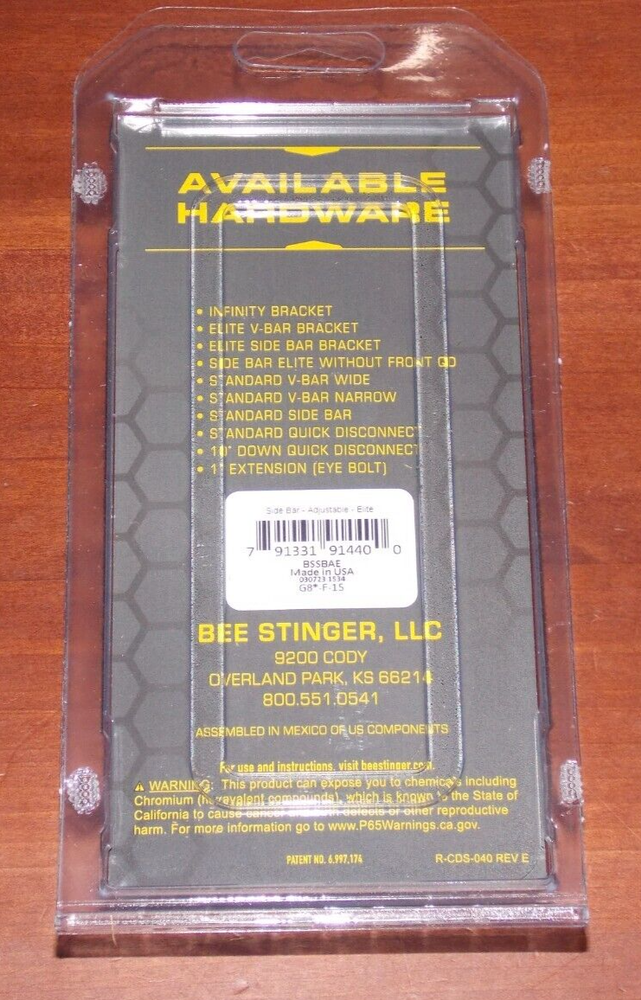 AVAILABLE
HARDWARE
• INFINITY BRACKET
• ELITE V-BAR BRACKET
• ELITE SIDE BAR BRACKET
• SIDE BAR ELITE WITHOUT FRONT QD
• STANDARD V-BAR WIDE
• STANDARD V-BAR NARROW
• STANDARD SIDE BAR
• STANDARD QUICK DISCONNECT
• 10° DOWN QUICK DISCONNECT
• 1" EXTENSION (EYE BOLT)
Side Bar - Adjustable - Elite
7 91331 91440 0
BSSBAE
Made in USA
030723 1534
G8*-F-15
BEE STINGER, LLC
9200 CODY
OVERLAND PARK, KS 66214
800.551.0541
ASSEMBLED IN MEXICO OF US COMPONENTS
For use and instructions, visit beestinger.com.
⚠ WARNING: This product can expose you to chemicals including
Chromium (hexavalent compounds), which is known to the State of
California to cause cancer and birth defects or other reproductive
harm. For more information go to www.P65Warnings.ca.gov.
PATENT NO. 6,997,174
R-CDS-040 REV E